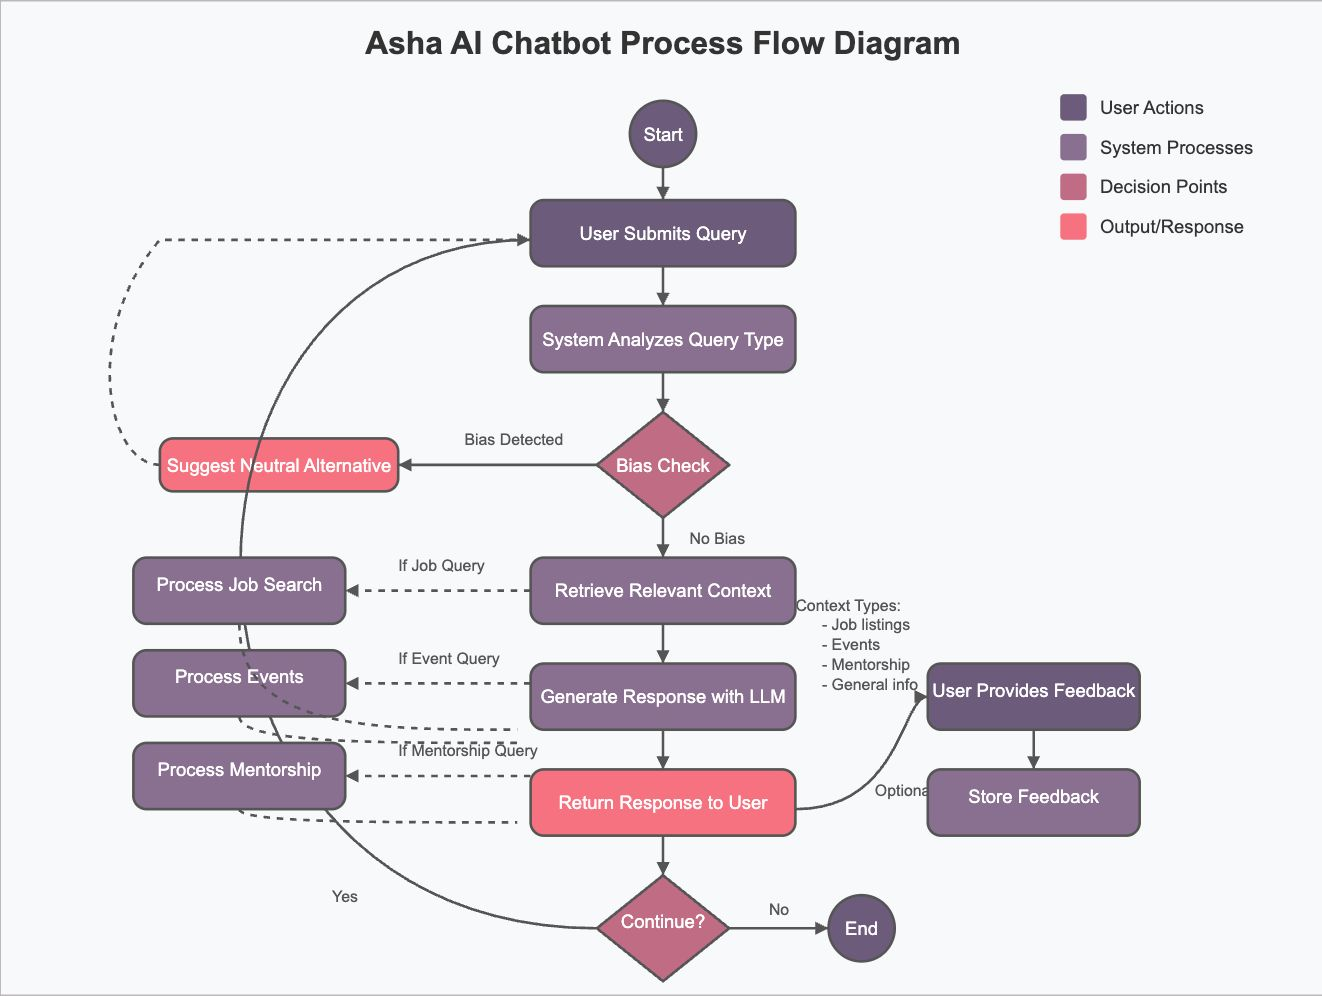 Asha AI Chatbot Process Flow Diagram
User Actions
System Processes
Decision Points
Output/Response
Start
User Submits Query
System Analyzes Query Type
Bias Detected
Bias Check
Suggest Neutral Alternative
No Bias
If Job Query
Process Job Search
Retrieve Relevant Context
Context Types:
- Job listings
- Events
- Mentorship
- General info
If Event Query
Process Events
Generate Response with LLM
User Provides Feedback
If Mentorship Query
Process Mentorship
Return Response to User
Optiona
Store Feedback
Yes
Continue?
No
End